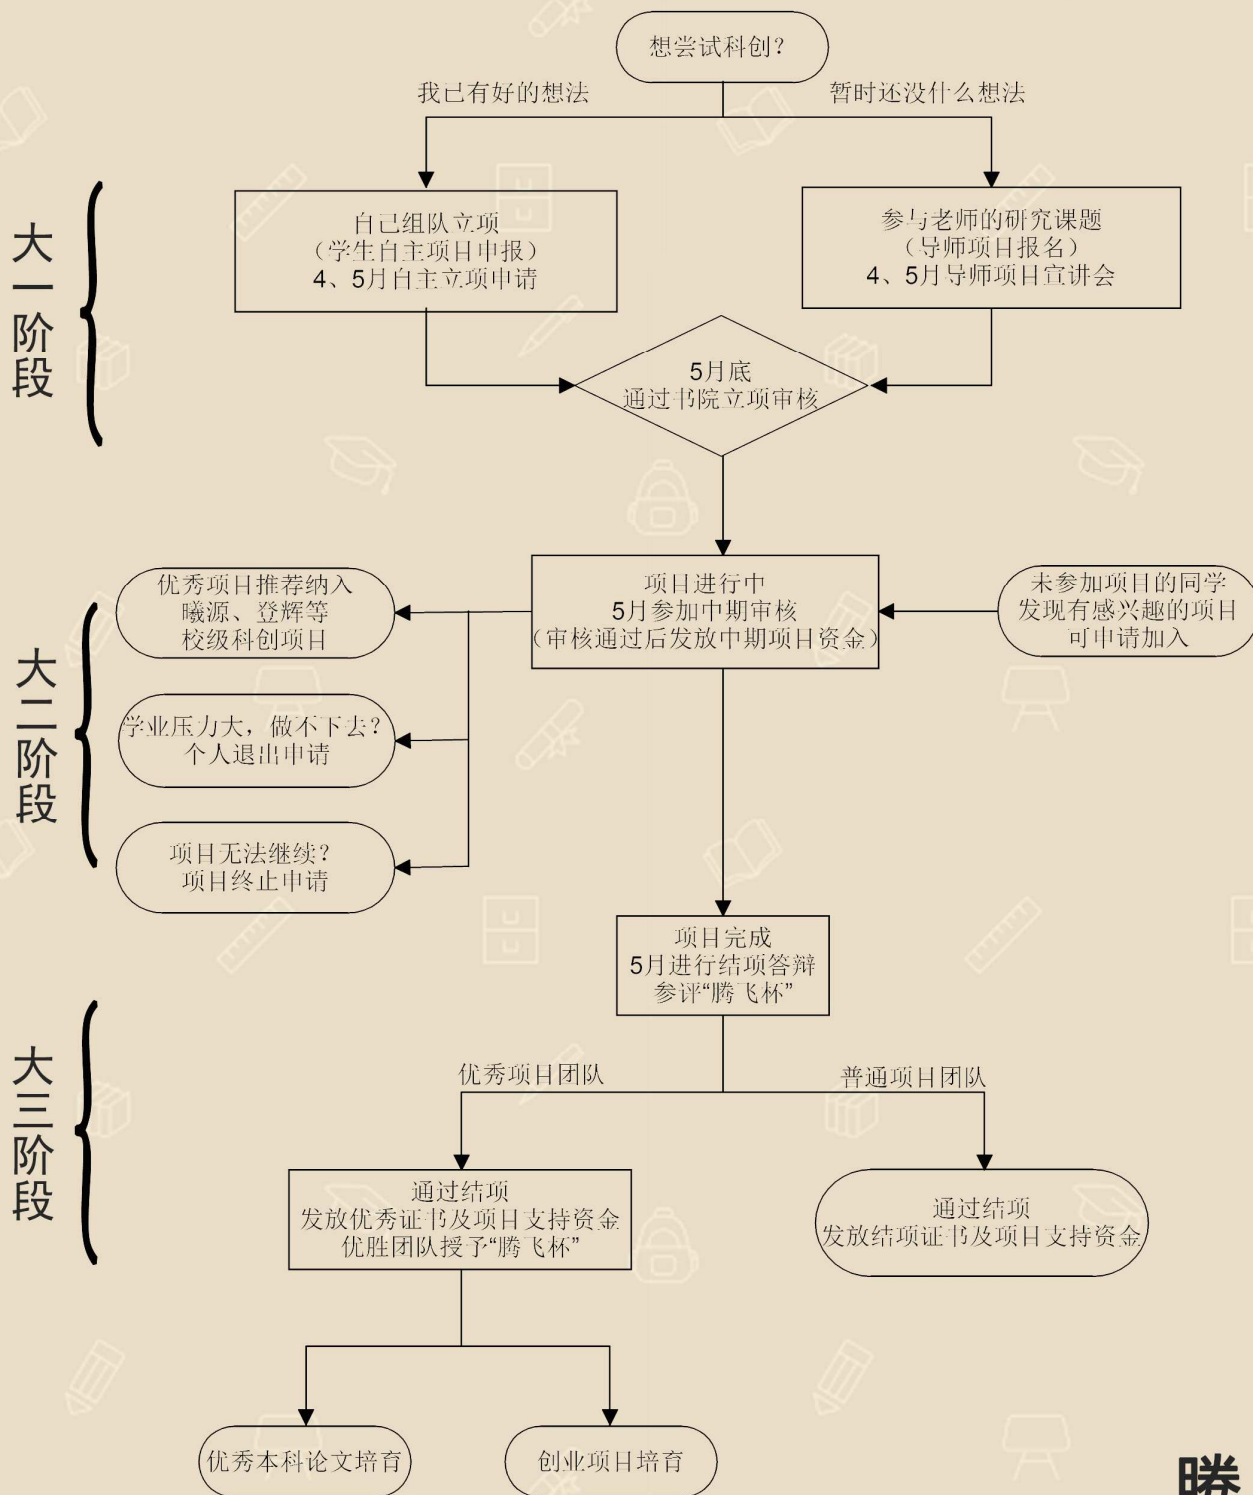 想尝试科创？
我已有好的想法
暂时还没什么想法
大一阶段
自己组队立项
（学生自主项目申报）
4、5月自主立项申请
参与老师的研究课题
（导师项目报名）
4、5月导师项目宣讲会
5月底
通过书院立项审核
大二阶段
优秀项目推荐纳入
曦源、登辉等
校级科创项目
项目进行中
5月参加中期审核
（审核通过后发放中期项目资金）
未参加项目的同学
发现有感兴趣的项目
可申请加入
学业压力大，做不下去？
个人退出申请
项目无法继续？
项目终止申请
项目完成
5月进行结项答辩
参评“腾飞杯”
大三阶段
优秀项目团队
普通项目团队
通过结项
发放优秀证书及项目支持资金
优胜团队授予“腾飞杯”
通过结项
发放结项证书及项目支持资金
优秀本科论文培育
创业项目培育